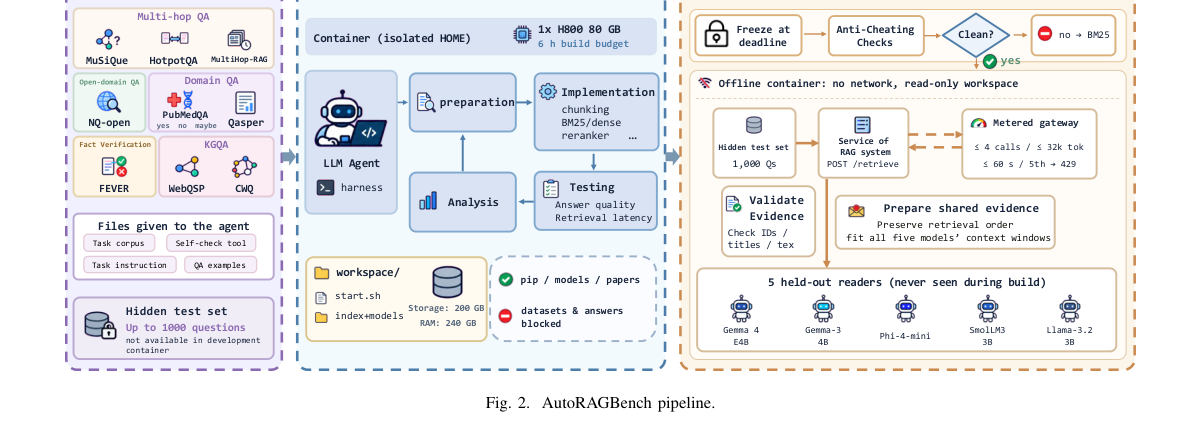 Multi-hop QA
MuSiQue
HotpotQA
MultiHop-RAG
Open-domain QA
NQ-open
Domain QA
PubMedQA
yes no maybe
Qasper
Fact Verification
FEVER
KGQA
WebQSP
CWQ
Files given to the agent
Task corpus
Self-check tool
Task instruction
QA examples
Hidden test set
Up to 1000 questions
not available in development
container
Container (isolated HOME)
1x H800 80 GB
6 h build budget
LLM Agent
harness
preparation
Implementation
chunking
BM25/dense
reranker ...
Analysis
Testing
Answer quality
Retrieval latency
workspace/
start.sh
index+models
Storage: 200 GB
RAM: 240 GB
pip / models / papers
datasets & answers
blocked
Freeze at
deadline
Anti-Cheating
Checks
Clean?
no → BM25
yes
Offline container: no network, read-only workspace
Hidden test set
1,000 Qs
Service of
RAG system
POST /retrieve
Metered gateway
≤ 4 calls / ≤ 32k tok
≤ 60 s / 5th → 429
Validate
Evidence
Check IDs /
titles / tex
Prepare shared evidence
Preserve retrieval order
fit all five models' context windows
5 held-out readers (never seen during build)
Gemma 4
E4B
Gemma-3
4B
Phi-4-mini
SmolLM3
3B
Llama-3.2
3B
Fig. 2. AutoRAGBench pipeline.